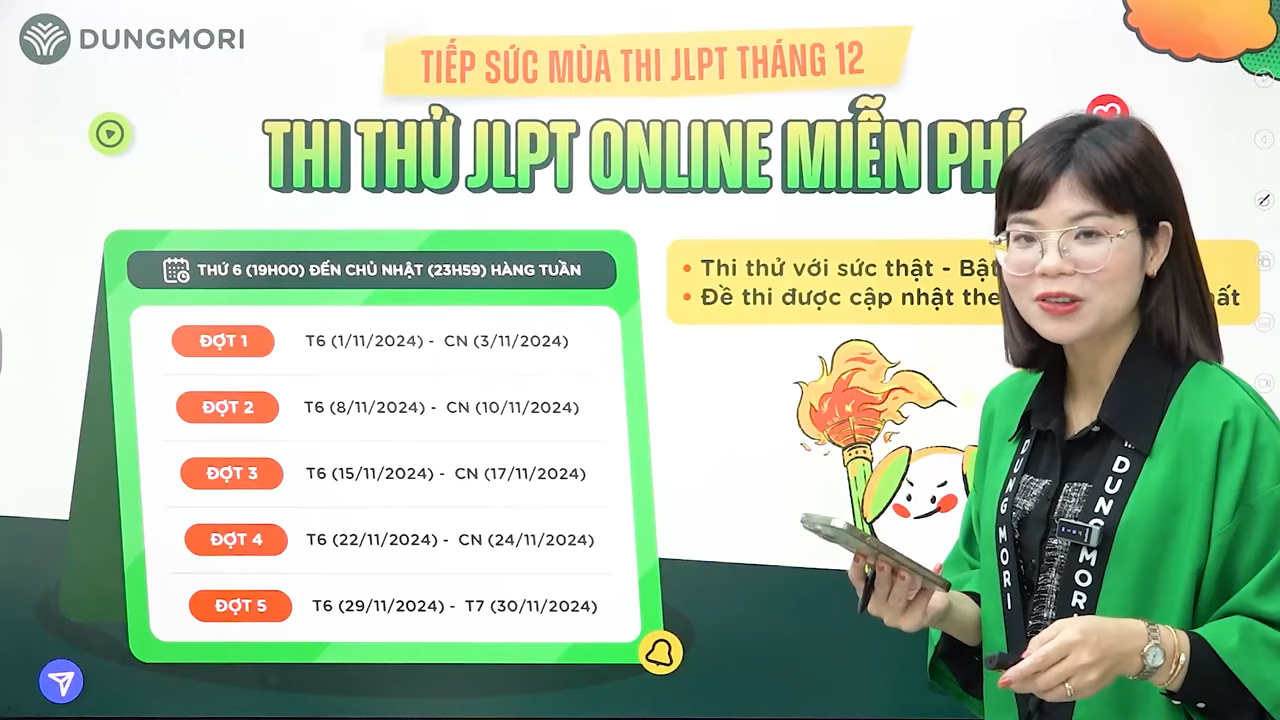 DUNGMORI
TIẾP SỨC MÙA THI JLPT THÁNG 12
THI THỬ JLPT ONLINE MIỄN PHÍ
THỨ 6 (19H00) ĐẾN CHỦ NHẬT (23H59) HÀNG TUẦN
• Thi thử với sức thật - Bật
• Đề thi được cập nhật the
ĐỢT 1 T6 (1/11/2024) - CN (3/11/2024)
ĐỢT 2 T6 (8/11/2024) - CN (10/11/2024)
ĐỢT 3 T6 (15/11/2024) - CN (17/11/2024)
ĐỢT 4 T6 (22/11/2024) - CN (24/11/2024)
ĐỢT 5 T6 (29/11/2024) - T7 (30/11/2024)
DUNG MORI
DUNG MORI